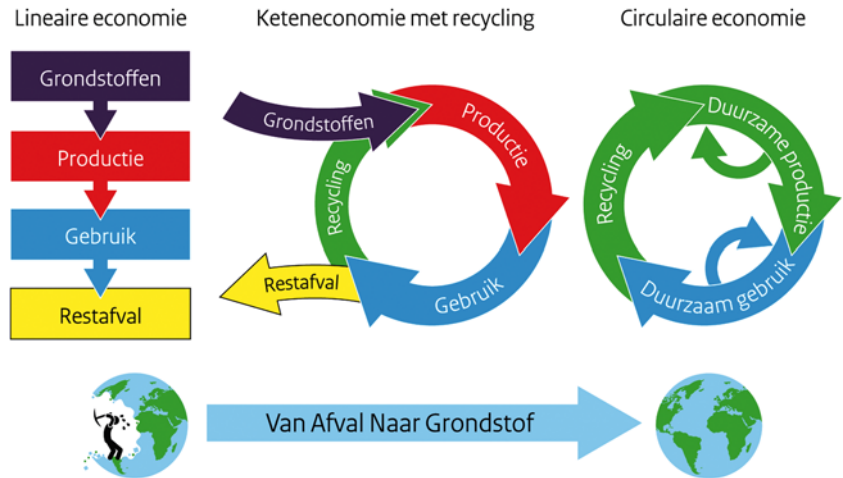 Lineaire economie
Grondstoffen
Productie
Gebruik
Restafval
Keteneconomie met recycling
Grondstoffen
Productie
Recycling
Restafval
Gebruik
Circulaire economie
Duurzame productie
Recycling
Duurzaam gebruik
Van Afval Naar Grondstof